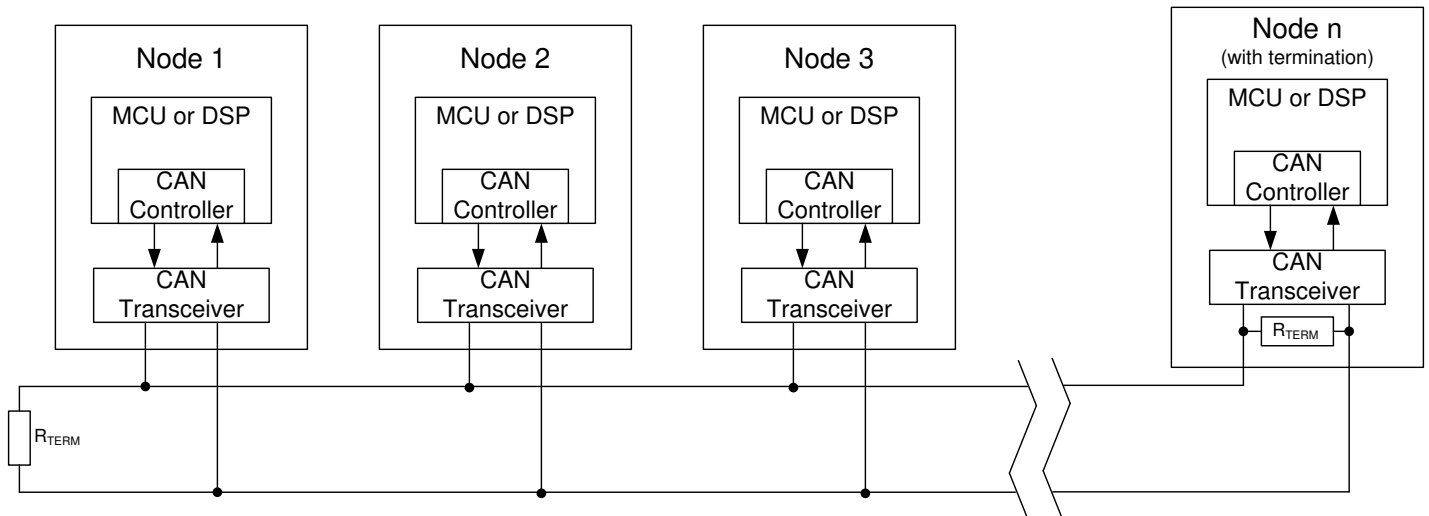 Node 1
MCU or DSP
CAN
Controller
CAN
Transceiver
Node 2
MCU or DSP
CAN
Controller
CAN
Transceiver
Node 3
MCU or DSP
CAN
Controller
CAN
Transceiver
Node n
(with termination)
MCU or DSP
CAN
Controller
CAN
Transceiver
RTERM
RTERM